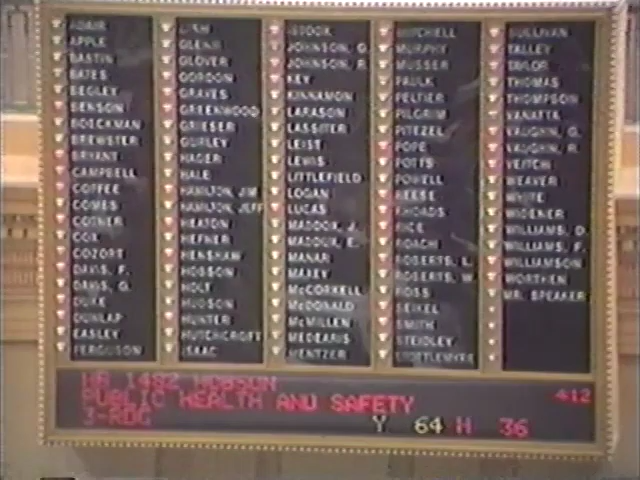 ADAIR
APPLE
BASTIN
BATES
BEGLEY
BENSON
BOECKMAN
BREWSTER
BRYANT
CAMPBELL
COFFEE
COMBS
COTNER
COX
COZORT
DAVIS, F.
DAVIS, G.
DUKE
DUNLAP
EASLEY
FERGUSON
GLENN
GLOVER
GORDON
GRAVES
GREENWOOD
GRIESER
GURLEY
HAGER
HALE
HAMILTON, JIM
HAMILTON, JEFF
HEATON
HEFNER
HENSHAW
HOBSON
HOLT
HUDSON
HUNTER
HUTCHCROFT
ISAAC
JOHNSON, G.
JOHNSON, R.
KEY
KINNAMON
LARASON
LASSITER
LEIST
LEWIS
LITTLEFIELD
LOGAN
LUCAS
MADDOX, J.
MADDUX, E.
MANAR
MAXEY
McCORKELL
McDONALD
McMILLEN
MEDEARIS
MENTZER
MITCHELL
MURPHY
MUSSER
PAULK
PELTIER
PILGRIM
PITEZEL
POPE
POTTS
POWELL
REESE
RHOADS
RICE
ROACH
ROBERTS, L.
ROBERTS, W.
ROSS
SEIKEL
SMITH
STEIDLEY
STOTTLEMYRE
SULLIVAN
TALLEY
TAYLOR
THOMAS
THOMPSON
VANATTA
VAUGHN, G.
VAUGHN, R.
VEITCH
WEAVER
WHITE
WIDENER
WILLIAMS, D.
WILLIAMS, F.
WILLIAMSON
WORTHEN
MR. SPEAKER
HB 1482 HOBSON
412
PUBLIC HEALTH AND SAFETY
3-RDG Y 64 N 36